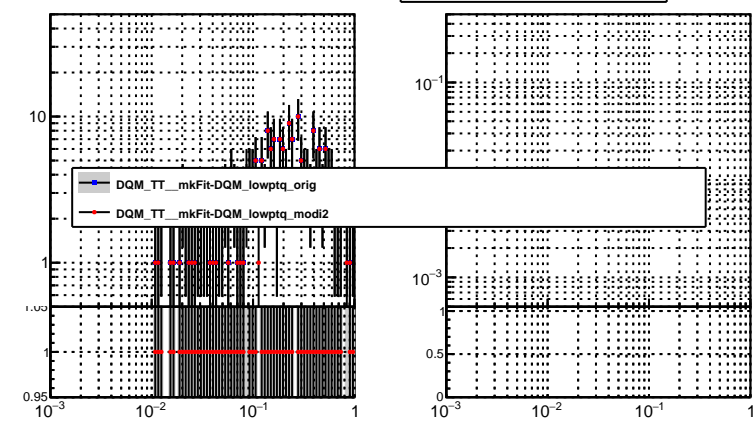 10
10⁻¹
DQM_TT__mkFit-DQM_lowptq_orig
DQM_TT__mkFit-DQM_lowptq_modi2
1
10⁻³
1.05
1
1
0.5
0.95
0
10⁻³ 10⁻² 10⁻¹ 1
10⁻³ 10⁻² 10⁻¹ 1